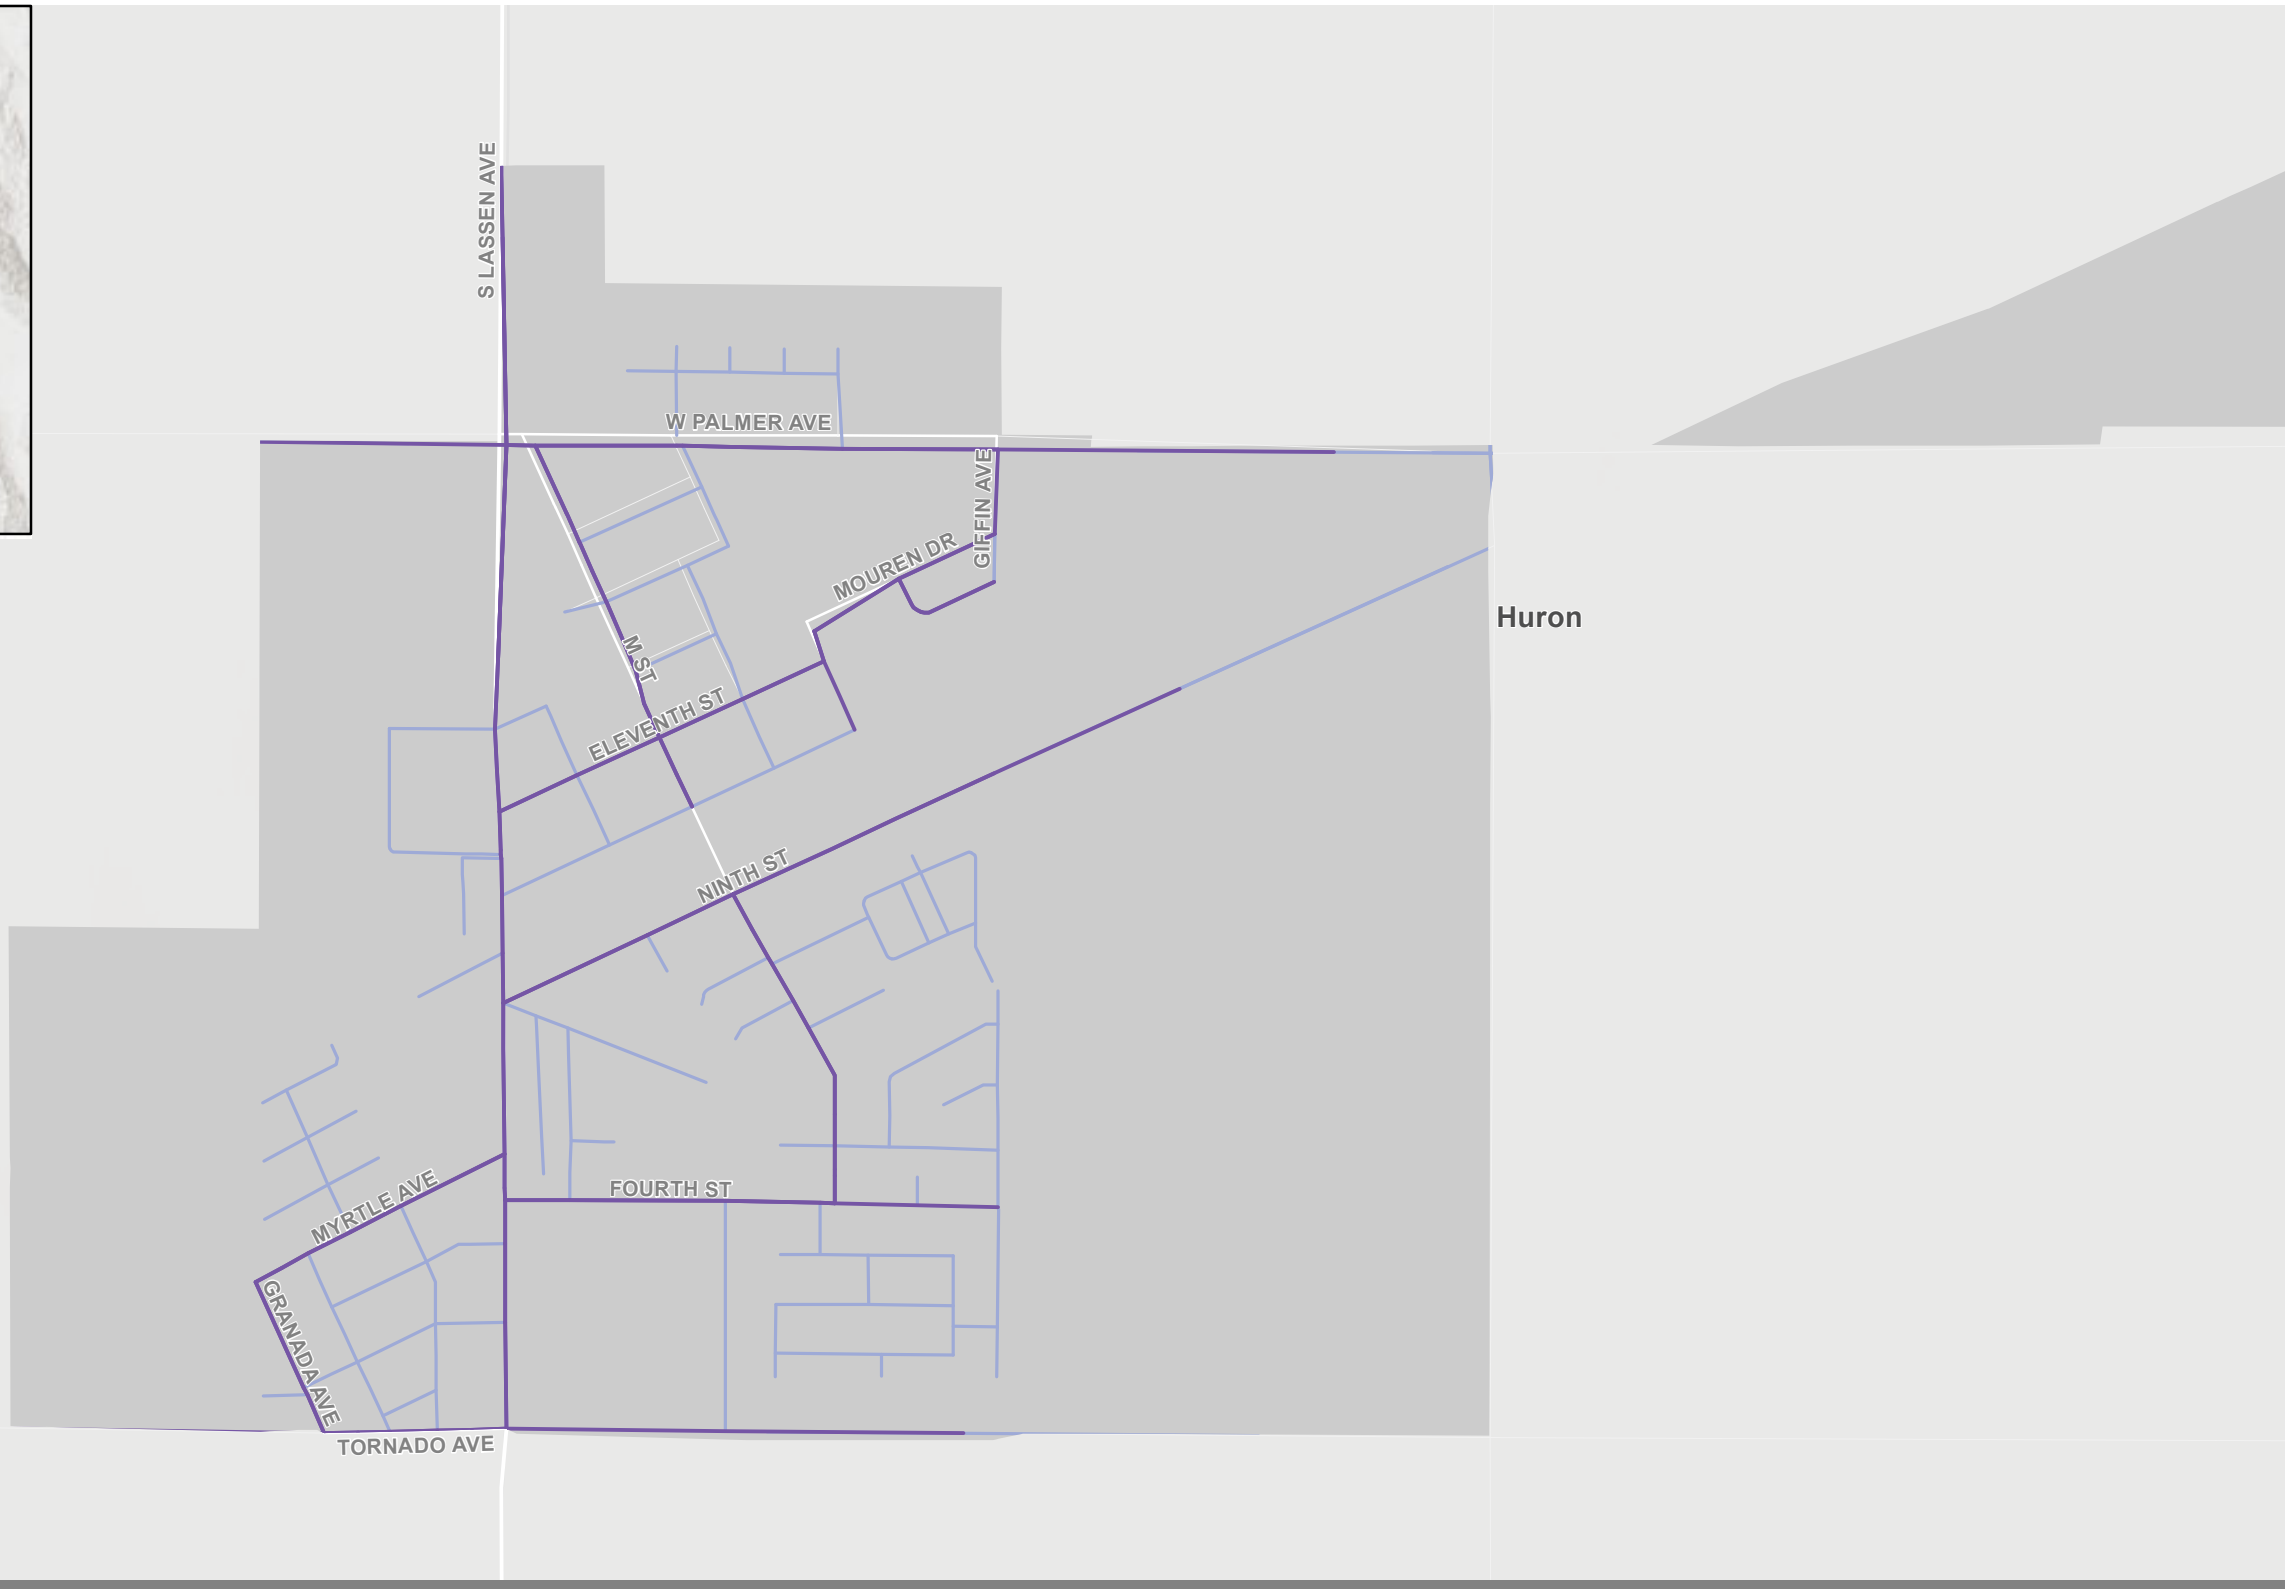 S LASSEN AVE
W PALMER AVE
GIFFIN AVE
MOUREN DR
Huron
M ST
ELEVENTH ST
NINTH ST
FOURTH ST
MYRTLE AVE
GRANADA AVE
TORNADO AVE